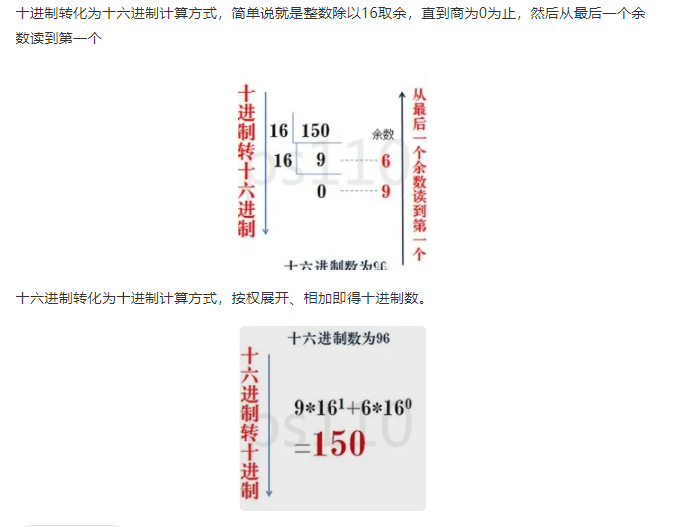 十进制转化为十六进制计算方式，简单说就是整数除以16取余，直到商为0为止，然后从最后一个余
数读到第一个
十进制转十六进制
16 150 余数
16 9 ········ 6
0 ········ 9
从最后一个余数读到第一个
十六进制数为96
十六进制转化为十进制计算方式，按权展开、相加即得十进制数。
十六进制数为96
十六进制转十进制
9*16¹+6*16⁰
=150